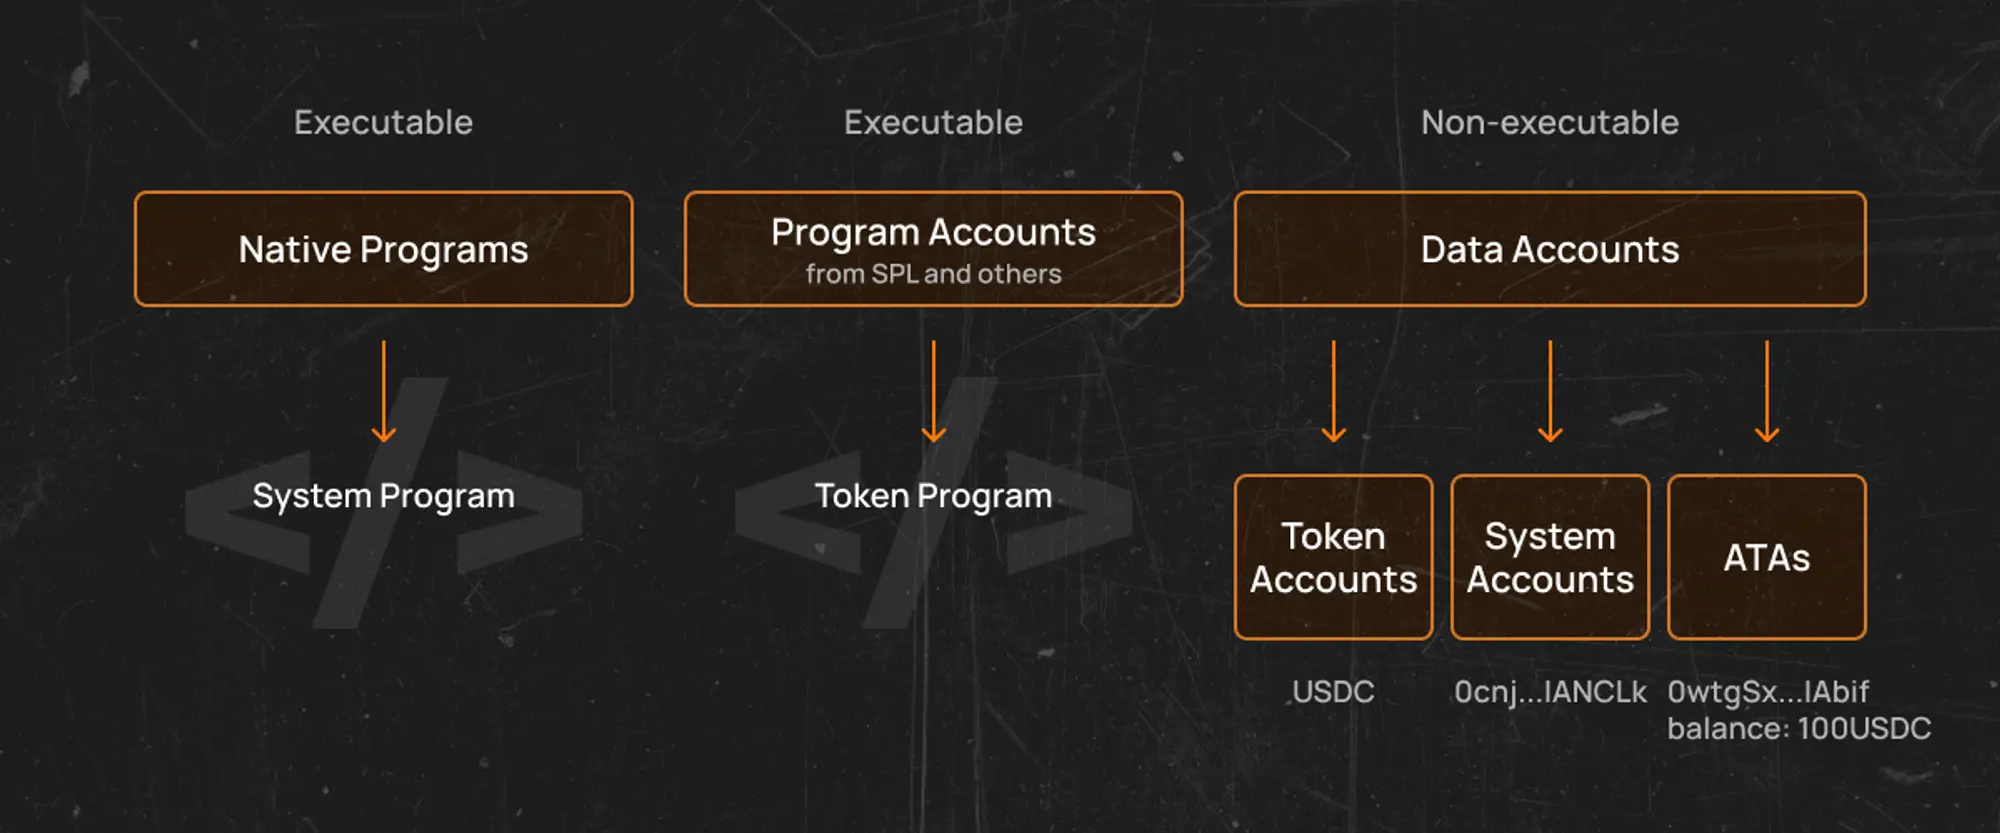 Executable
Executable
Non-executable
Native Programs
Program Accounts
from SPL and others
Data Accounts
System Program
Token Program
Token
Accounts
System
Accounts
ATAs
USDC
0cnj...IANCLk
0wtgSx...IAbif
balance: 100USDC